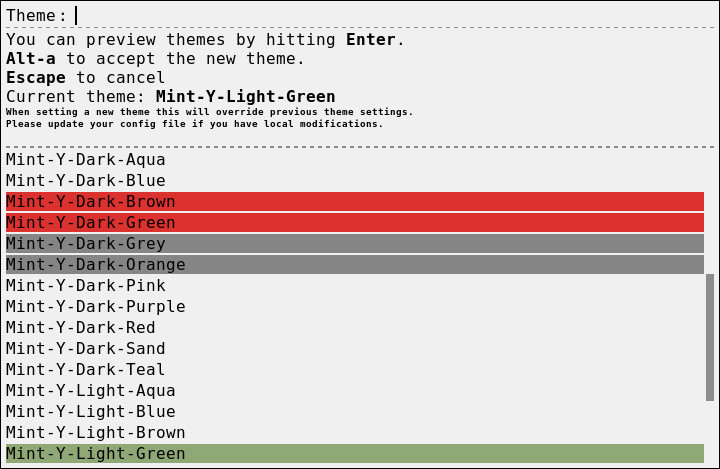 Theme:
You can preview themes by hitting Enter.
Alt-a to accept the new theme.
Escape to cancel
Current theme: Mint-Y-Light-Green
When setting a new theme this will override previous theme settings.
Please update your config file if you have local modifications.
Mint-Y-Dark-Aqua
Mint-Y-Dark-Blue
Mint-Y-Dark-Brown
Mint-Y-Dark-Green
Mint-Y-Dark-Grey
Mint-Y-Dark-Orange
Mint-Y-Dark-Pink
Mint-Y-Dark-Purple
Mint-Y-Dark-Red
Mint-Y-Dark-Sand
Mint-Y-Dark-Teal
Mint-Y-Light-Aqua
Mint-Y-Light-Blue
Mint-Y-Light-Brown
Mint-Y-Light-Green